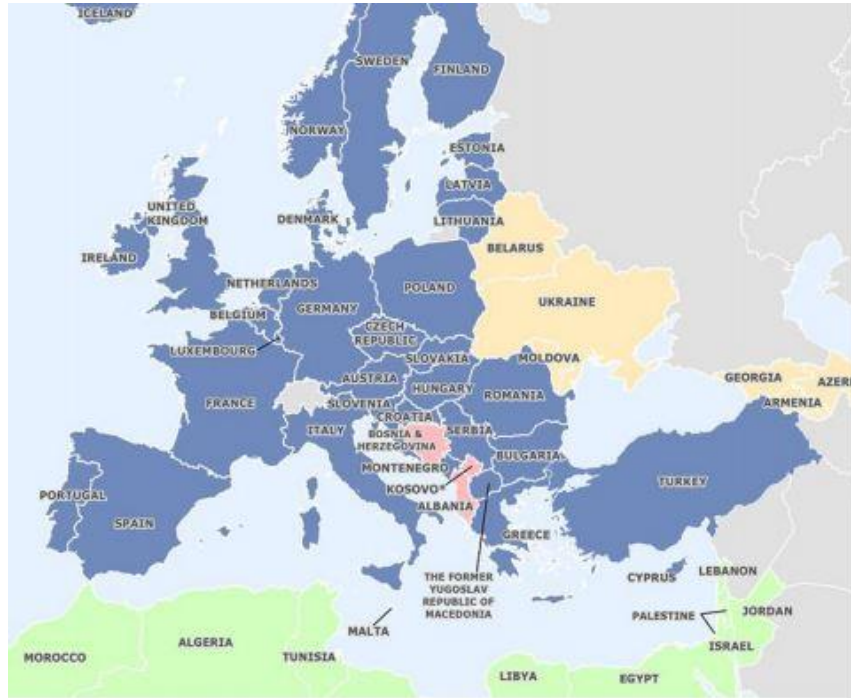 ICELAND
SWEDEN
FINLAND
NORWAY
ESTONIA
LATVIA
UNITED
KINGDOM
DENMARK
LITHUANIA
BELARUS
IRELAND
NETHERLANDS
POLAND
UKRAINE
GERMANY
BELGIUM
CZECH
REPUBLIC
LUXEMBOURG
SLOVAKIA
MOLDOVA
AUSTRIA
GEORGIA
AZER
HUNGARY
ROMANIA
FRANCE
SLOVENIA
ARMENIA
CROATIA
ITALY
BOSNIA &
HERZEGOVINA
SERBIA
BULGARIA
MONTENEGRO
TURKEY
KOSOVO*
PORTUGAL
ALBANIA
SPAIN
GREECE
LEBANON
CYPRUS
THE FORMER
YUGOSLAV
REPUBLIC OF
MACEDONIA
PALESTINE
JORDAN
MALTA
ALGERIA
ISRAEL
MOROCCO
TUNISIA
LIBYA
EGYPT